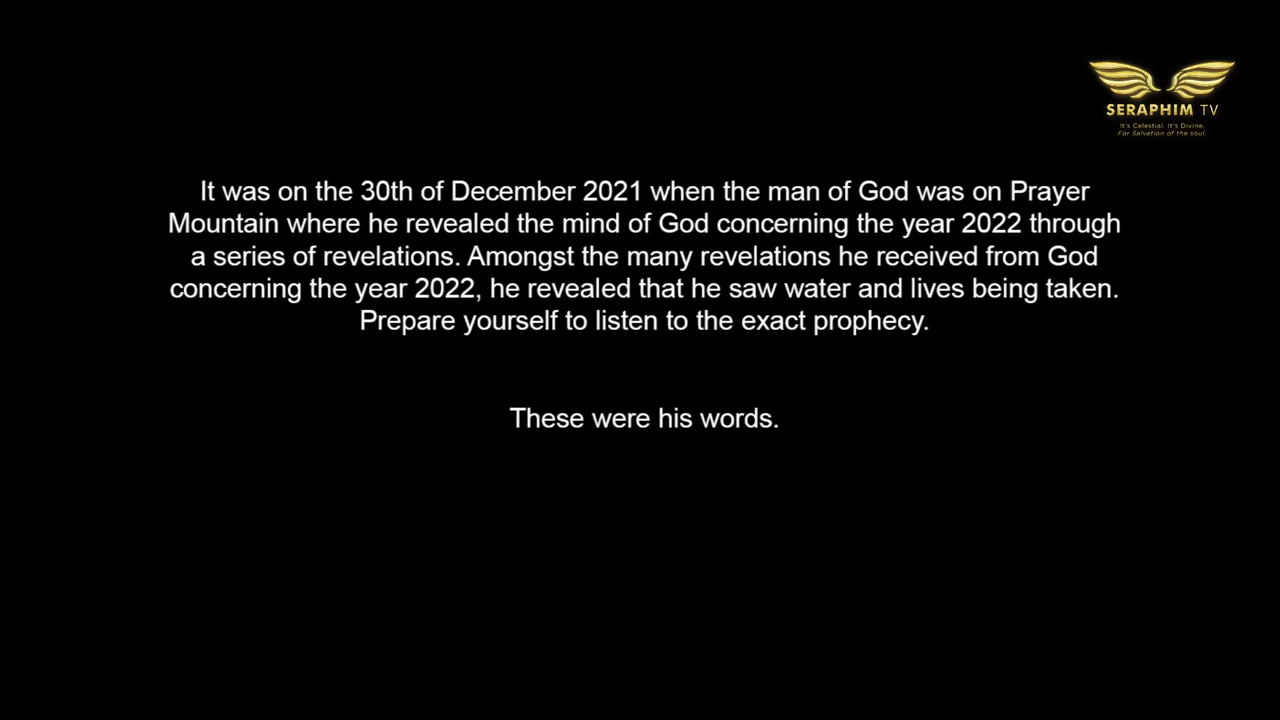 SERAPHIM TV
It's Celestial. It's Divine.
For Salvation of the soul.
It was on the 30th of December 2021 when the man of God was on Prayer
Mountain where he revealed the mind of God concerning the year 2022 through
a series of revelations. Amongst the many revelations he received from God
concerning the year 2022, he revealed that he saw water and lives being taken.
Prepare yourself to listen to the exact prophecy.
These were his words.